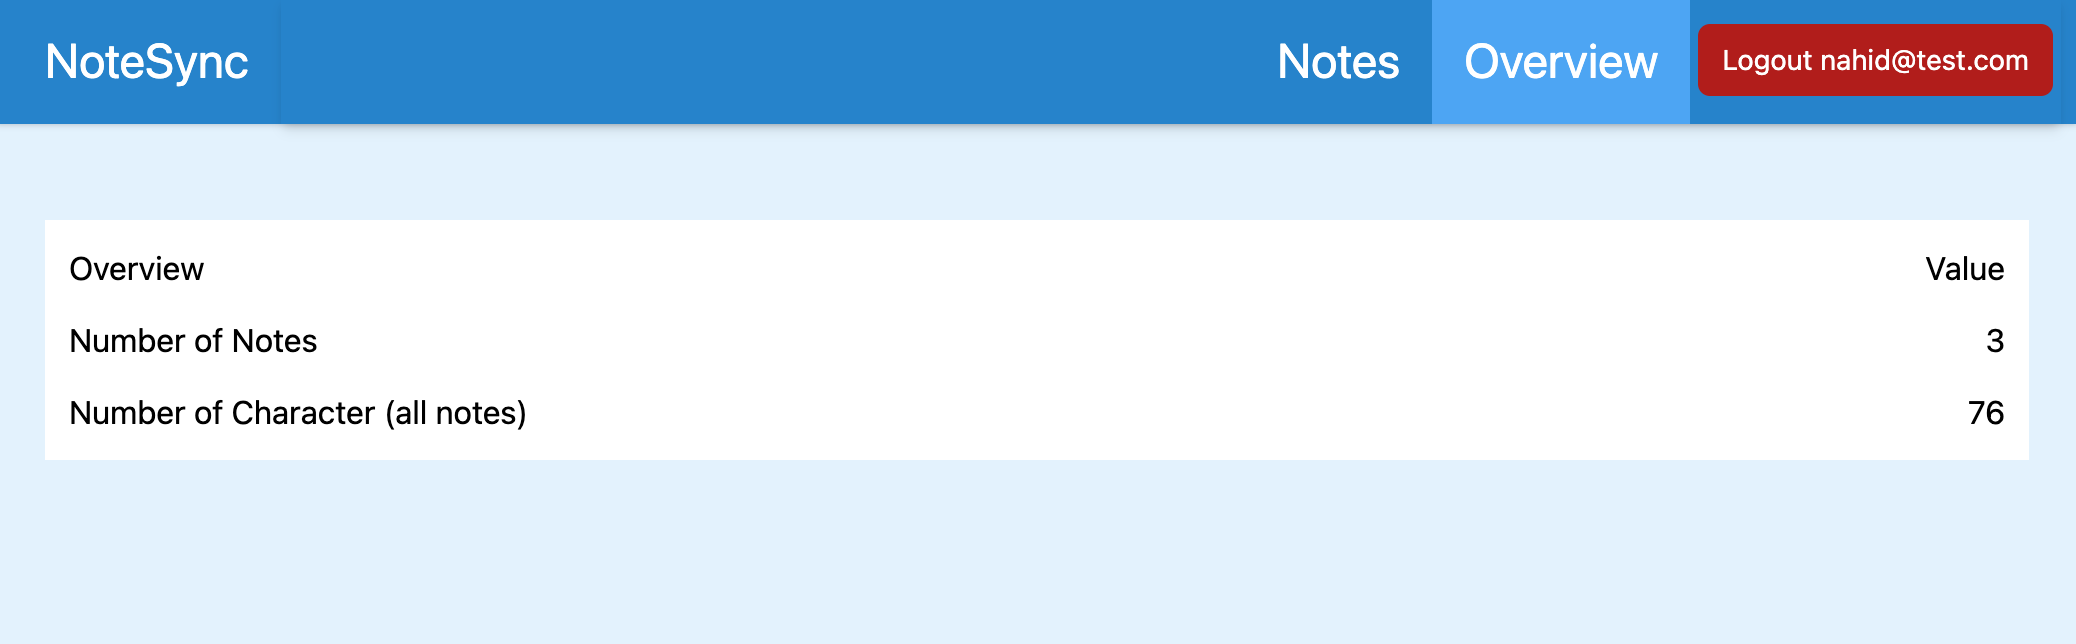 NoteSync Notes Overview Logout nahid@test.com
Overview Value
Number of Notes 3
Number of Character (all notes) 76